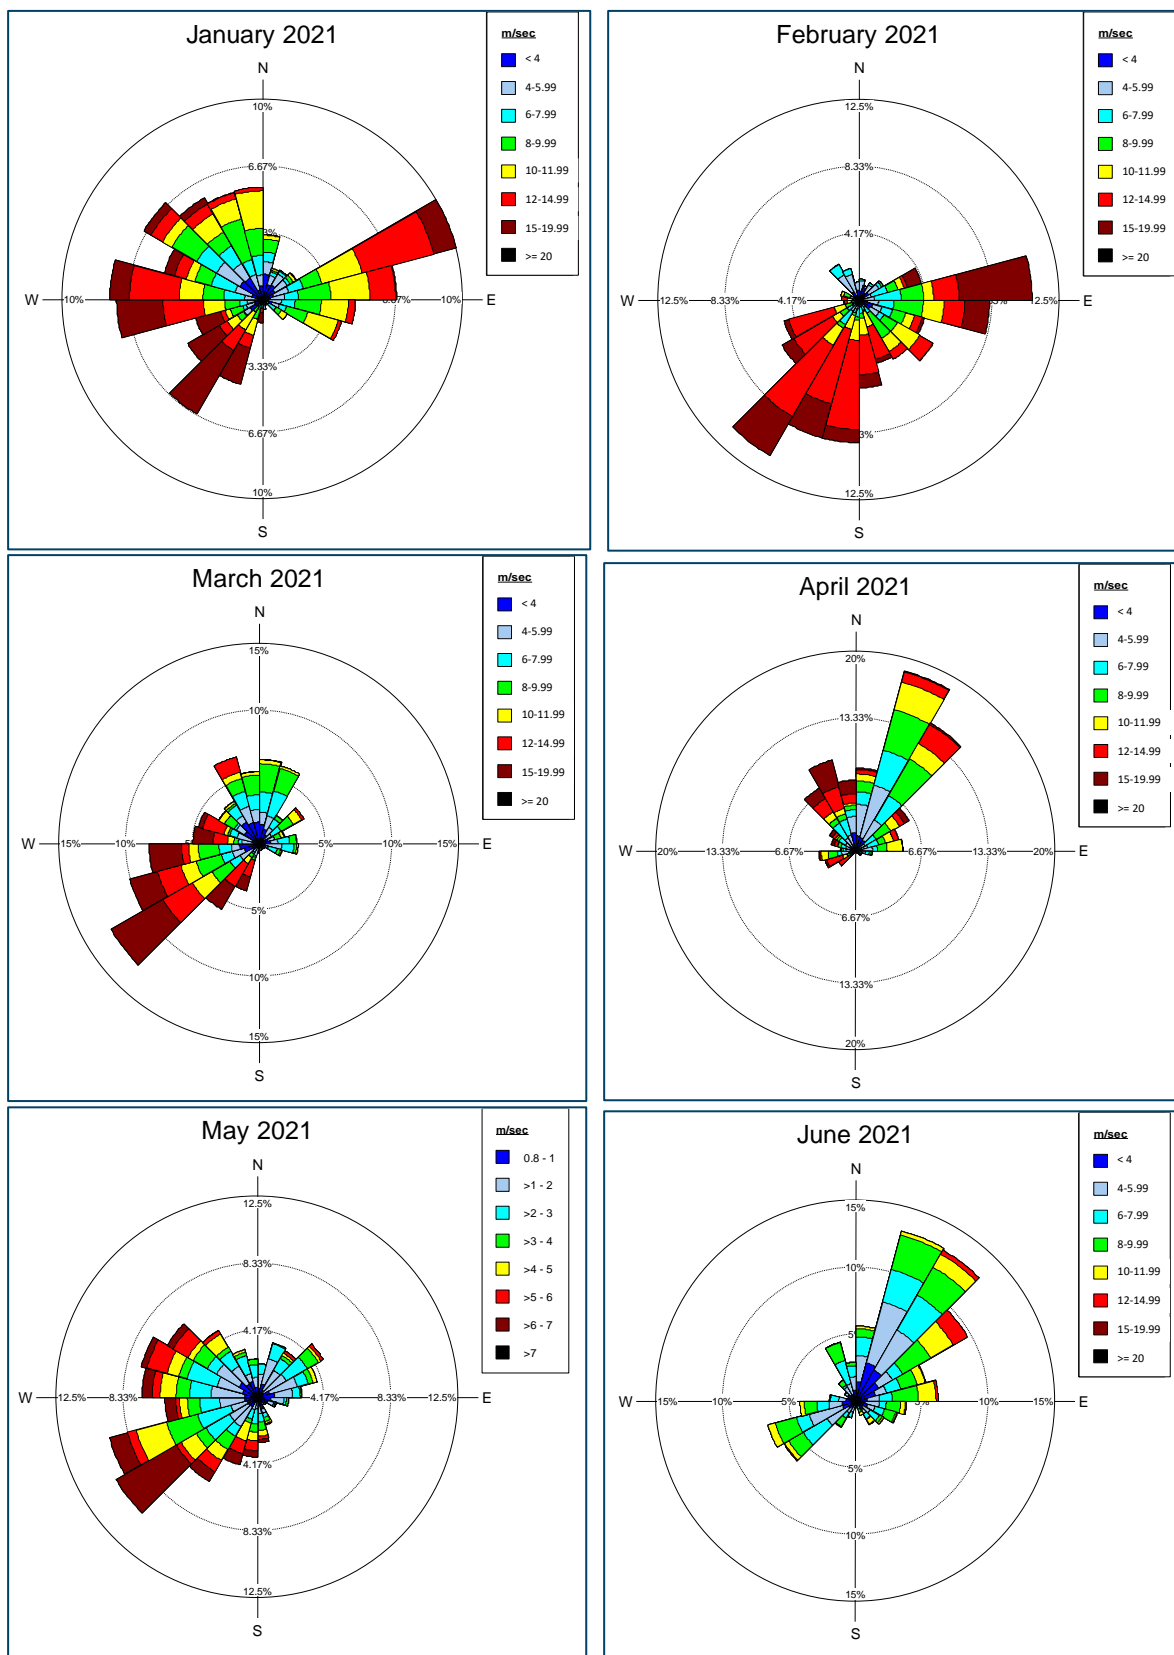 January 2021
m/sec
< 4
4-5.99
6-7.99
8-9.99
10-11.99
12-14.99
15-19.99
>= 20
N
10%
6.67%
W
10%
10%
E
3.33%
6.67%
10%
S
February 2021
m/sec
< 4
4-5.99
6-7.99
8-9.99
10-11.99
12-14.99
15-19.99
>= 20
N
12.5%
8.33%
4.17%
W
12.5%
8.33%
4.17%
12.5%
E
12.5%
S
March 2021
m/sec
< 4
4-5.99
6-7.99
8-9.99
10-11.99
12-14.99
15-19.99
>= 20
N
15%
10%
W
15%
10%
5%
10%
15%
E
5%
10%
15%
S
April 2021
m/sec
< 4
4-5.99
6-7.99
8-9.99
10-11.99
12-14.99
15-19.99
>= 20
N
20%
13.33%
W
20%
13.33%
6.67%
6.67%
13.33%
20%
E
6.67%
13.33%
20%
S
May 2021
m/sec
0.8 - 1
>1 - 2
>2 - 3
>3 - 4
>4 - 5
>5 - 6
>6 - 7
>7
N
12.5%
8.33%
4.17%
W
12.5%
8.33%
4.17%
8.33%
12.5%
E
4.17%
8.33%
12.5%
S
June 2021
m/sec
< 4
4-5.99
6-7.99
8-9.99
10-11.99
12-14.99
15-19.99
>= 20
N
15%
10%
W
15%
10%
5%
10%
15%
E
5%
10%
15%
S